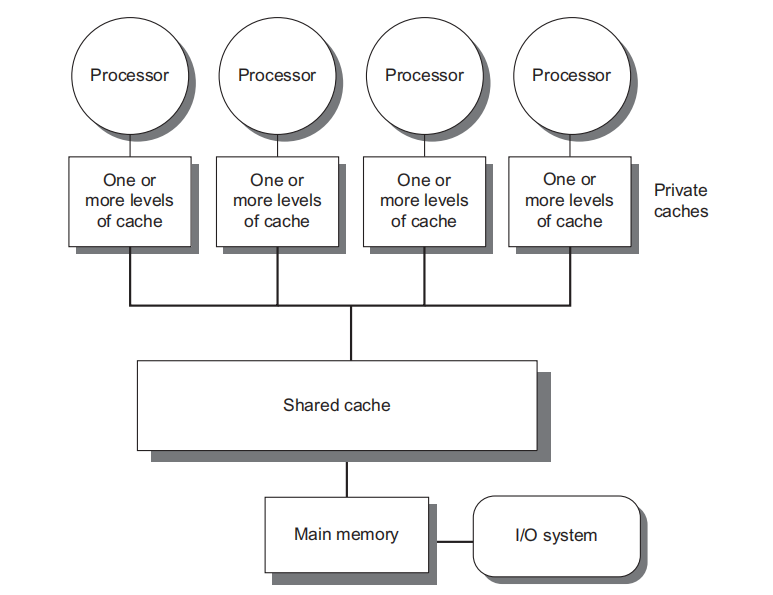 Processor
Processor
Processor
Processor
One or
more levels
of cache
One or
more levels
of cache
One or
more levels
of cache
One or
more levels
of cache
Private
caches
Shared cache
Main memory
I/O system